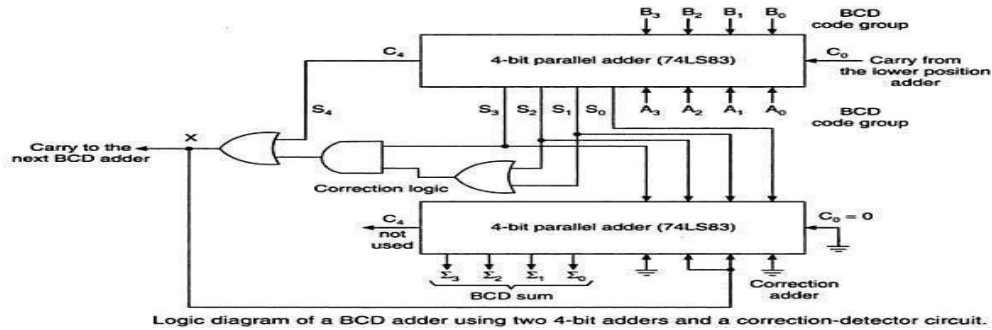 B₃ B₂ B₁ B₀ BCD code group
C₄ 4-bit parallel adder (74LS83) C₀ Carry from the lower position adder
S₄ S₃ S₂ S₁ S₀ A₃ A₂ A₁ A₀ BCD code group
X
Carry to the next BCD adder
Correction logic
C₄ not used 4-bit parallel adder (74LS83) C₀ = 0
Σ₃ Σ₂ Σ₁ Σ₀ Correction adder
BCD sum
Logic diagram of a BCD adder using two 4-bit adders and a correction-detector circuit.